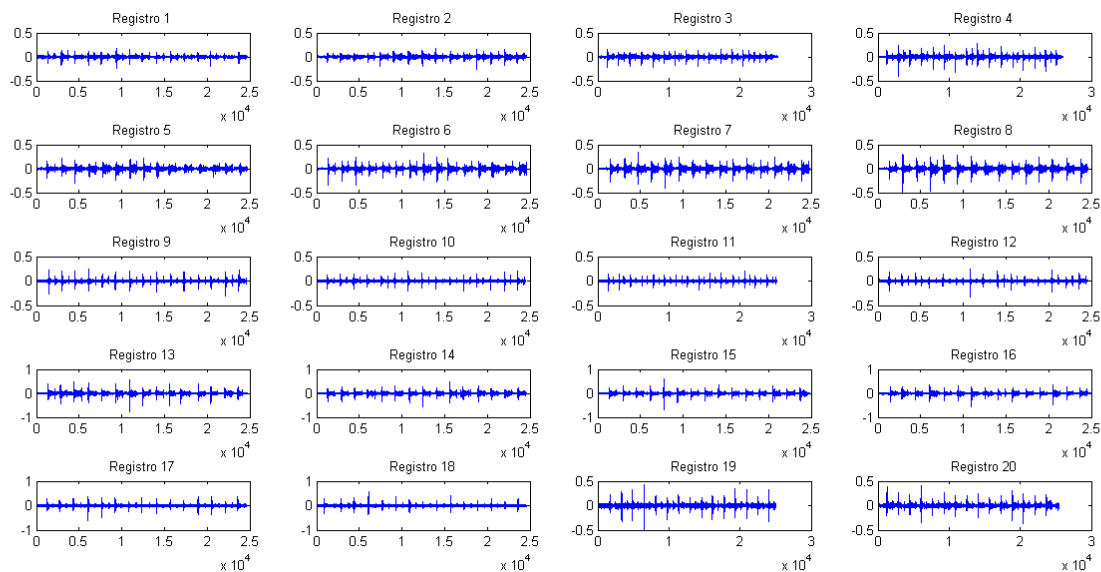 Registro 1 Registro 2 Registro 3 Registro 4
0.5 0.5 0.5 0.5
0 0 0 0
-0.5 -0.5 -0.5 -0.5
0 0.5 1 1.5 2 2.5 0 0.5 1 1.5 2 2.5 0 1 2 3 0 1 2 3
x 10^4 x 10^4 x 10^4 x 10^4
Registro 5 Registro 6 Registro 7 Registro 8
0.5 0.5 0.5 0.5
0 0 0 0
-0.5 -0.5 -0.5 -0.5
0 0.5 1 1.5 2 2.5 0 0.5 1 1.5 2 2.5 0 0.5 1 1.5 2 2.5 0 0.5 1 1.5 2 2.5
x 10^4 x 10^4 x 10^4 x 10^4
Registro 9 Registro 10 Registro 11 Registro 12
0.5 0.5 0.5 0.5
0 0 0 0
-0.5 -0.5 -0.5 -0.5
0 0.5 1 1.5 2 2.5 0 0.5 1 1.5 2 2.5 0 1 2 3 0 0.5 1 1.5 2 2.5
x 10^4 x 10^4 x 10^4 x 10^4
Registro 13 Registro 14 Registro 15 Registro 16
1 1 1 1
0 0 0 0
-1 -1 -1 -1
0 0.5 1 1.5 2 2.5 0 0.5 1 1.5 2 2.5 0 0.5 1 1.5 2 2.5 0 0.5 1 1.5 2 2.5
x 10^4 x 10^4 x 10^4 x 10^4
Registro 17 Registro 18 Registro 19 Registro 20
1 1 0.5 0.5
0 0 0 0
-1 -1 -0.5 -0.5
0 0.5 1 1.5 2 2.5 0 0.5 1 1.5 2 2.5 0 1 2 3 0 1 2 3
x 10^4 x 10^4 x 10^4 x 10^4